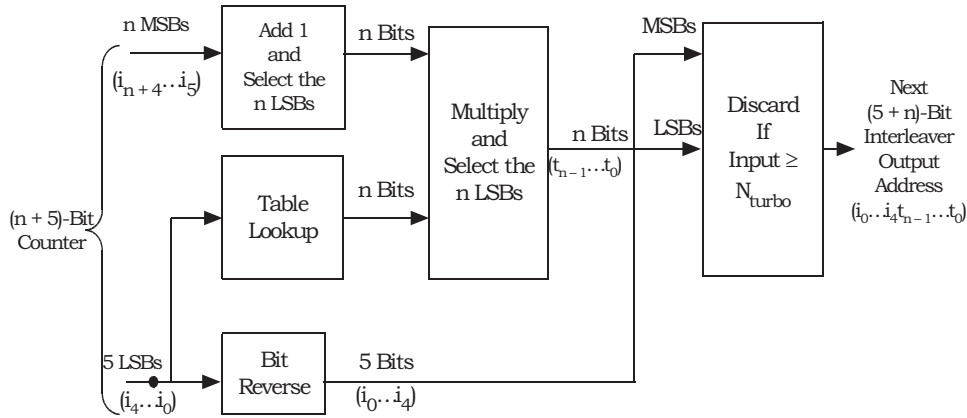 n MSBs
(i_{n + 4}…i_5)
Add 1
and
Select the
n LSBs
n Bits
Multiply
and
Select the
n LSBs
n Bits
(t_{n – 1}…t_0)
MSBs
LSBs
Discard
If
Input ≥
N_{turbo}
Next
(5 + n)-Bit
Interleaver
Output
Address
(i_0…i_4t_{n – 1}…t_0)
(n + 5)-Bit
Counter
Table
Lookup
n Bits
5 LSBs
(i_4…i_0)
Bit
Reverse
5 Bits
(i_0…i_4)